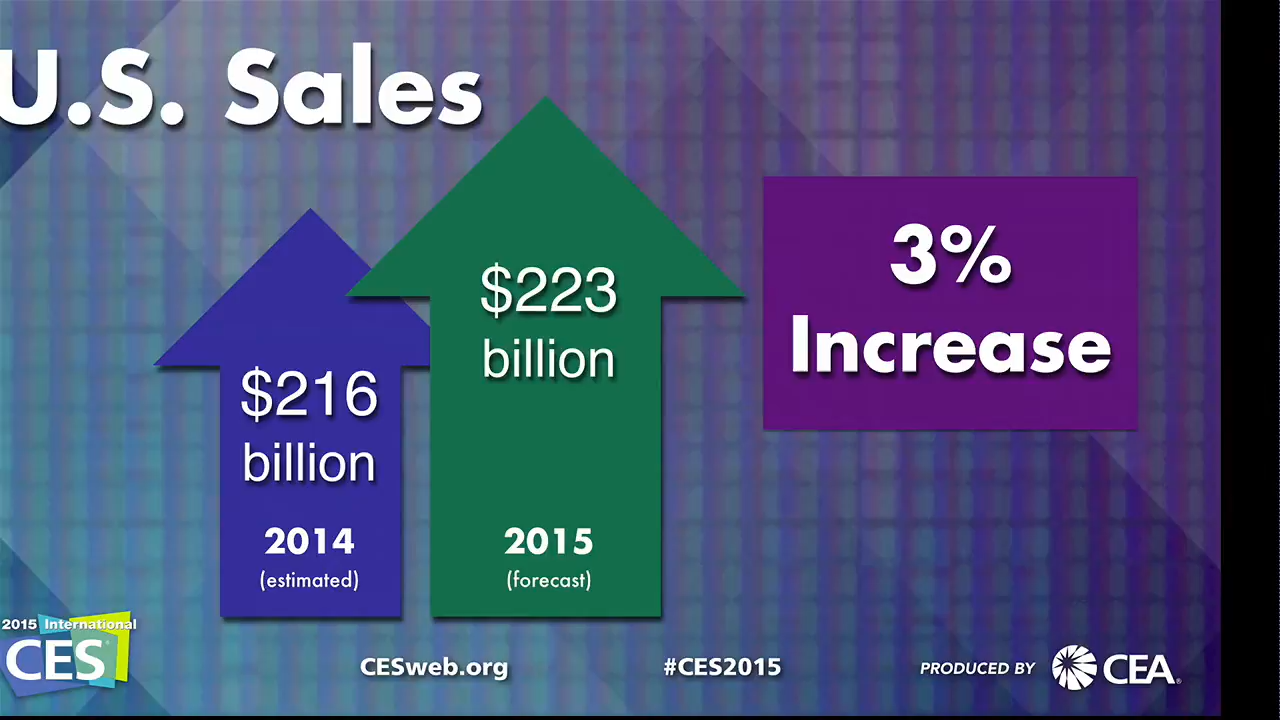 U.S. Sales
$216
billion
2014
(estimated)
$223
billion
2015
(forecast)
3%
Increase
2015 International
CES®
CESweb.org
#CES2015
PRODUCED BY
CEA®